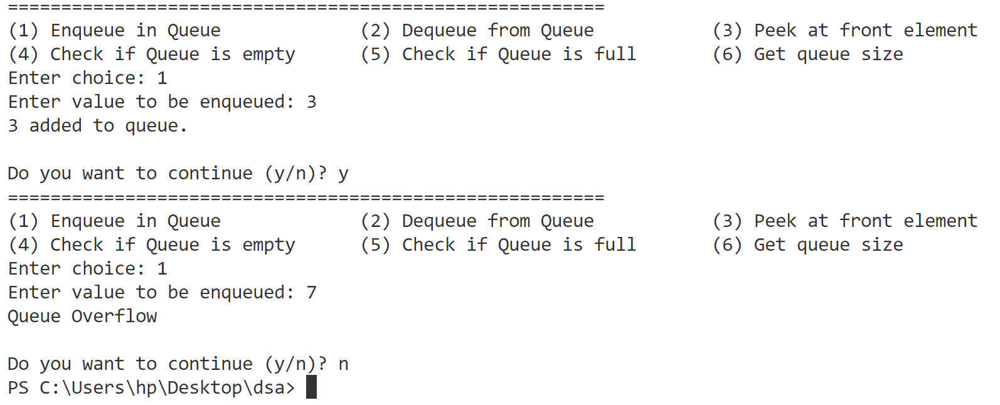 ========================================================
(1) Enqueue in Queue             (2) Dequeue from Queue           (3) Peek at front element
(4) Check if Queue is empty      (5) Check if Queue is full       (6) Get queue size
Enter choice: 1
Enter value to be enqueued: 3
3 added to queue.

Do you want to continue (y/n)? y
========================================================
(1) Enqueue in Queue             (2) Dequeue from Queue           (3) Peek at front element
(4) Check if Queue is empty      (5) Check if Queue is full       (6) Get queue size
Enter choice: 1
Enter value to be enqueued: 7
Queue Overflow

Do you want to continue (y/n)? n
PS C:\Users\hp\Desktop\dsa>